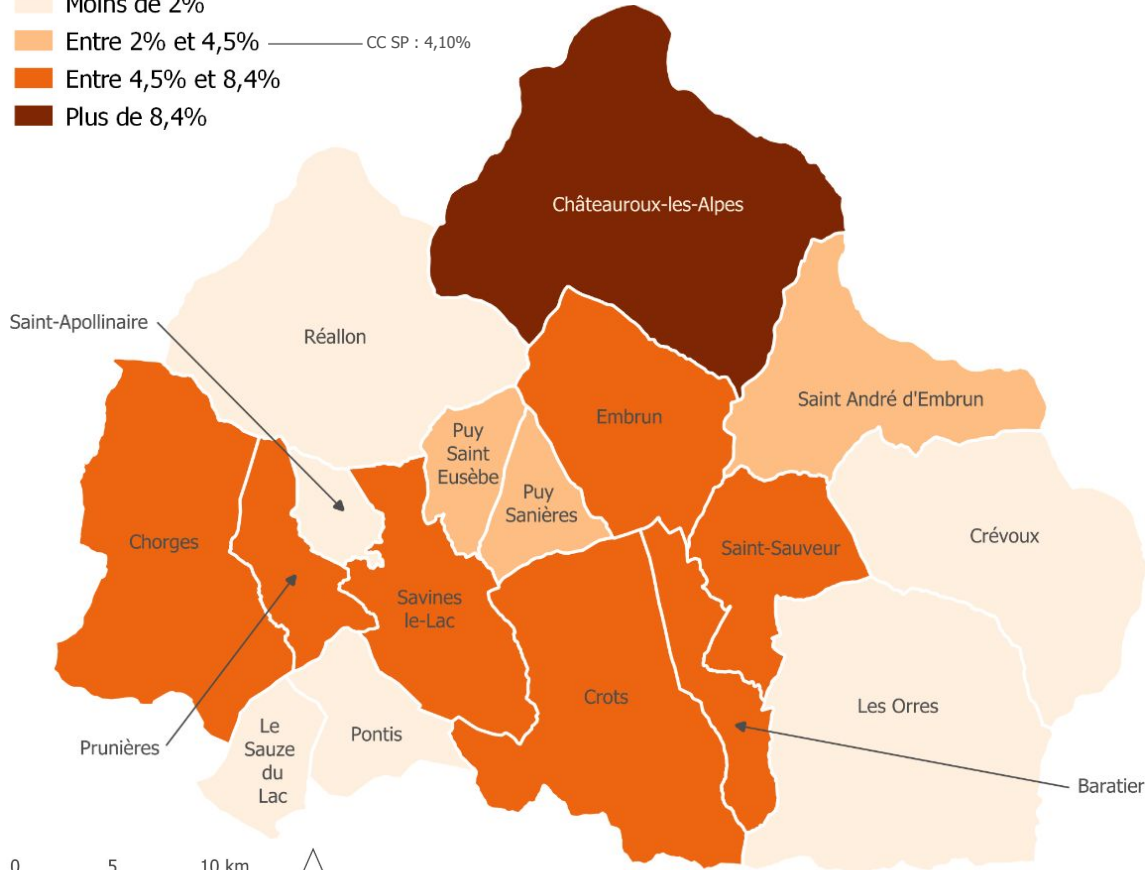 Moins de 2%
Entre 2% et 4,5%
CC SP : 4,10%
Entre 4,5% et 8,4%
Plus de 8,4%
Châteauroux-les-Alpes
Saint-Apollinaire
Réallon
Saint André d'Embrun
Embrun
Puy
Saint
Eusèbe
Puy
Sanières
Chorges
Saint-Sauveur
Crévoux
Savines
le-Lac
Crots
Les Orres
Prunières
Le
Sauze
du
Lac
Pontis
Baratier
0 5 10 km